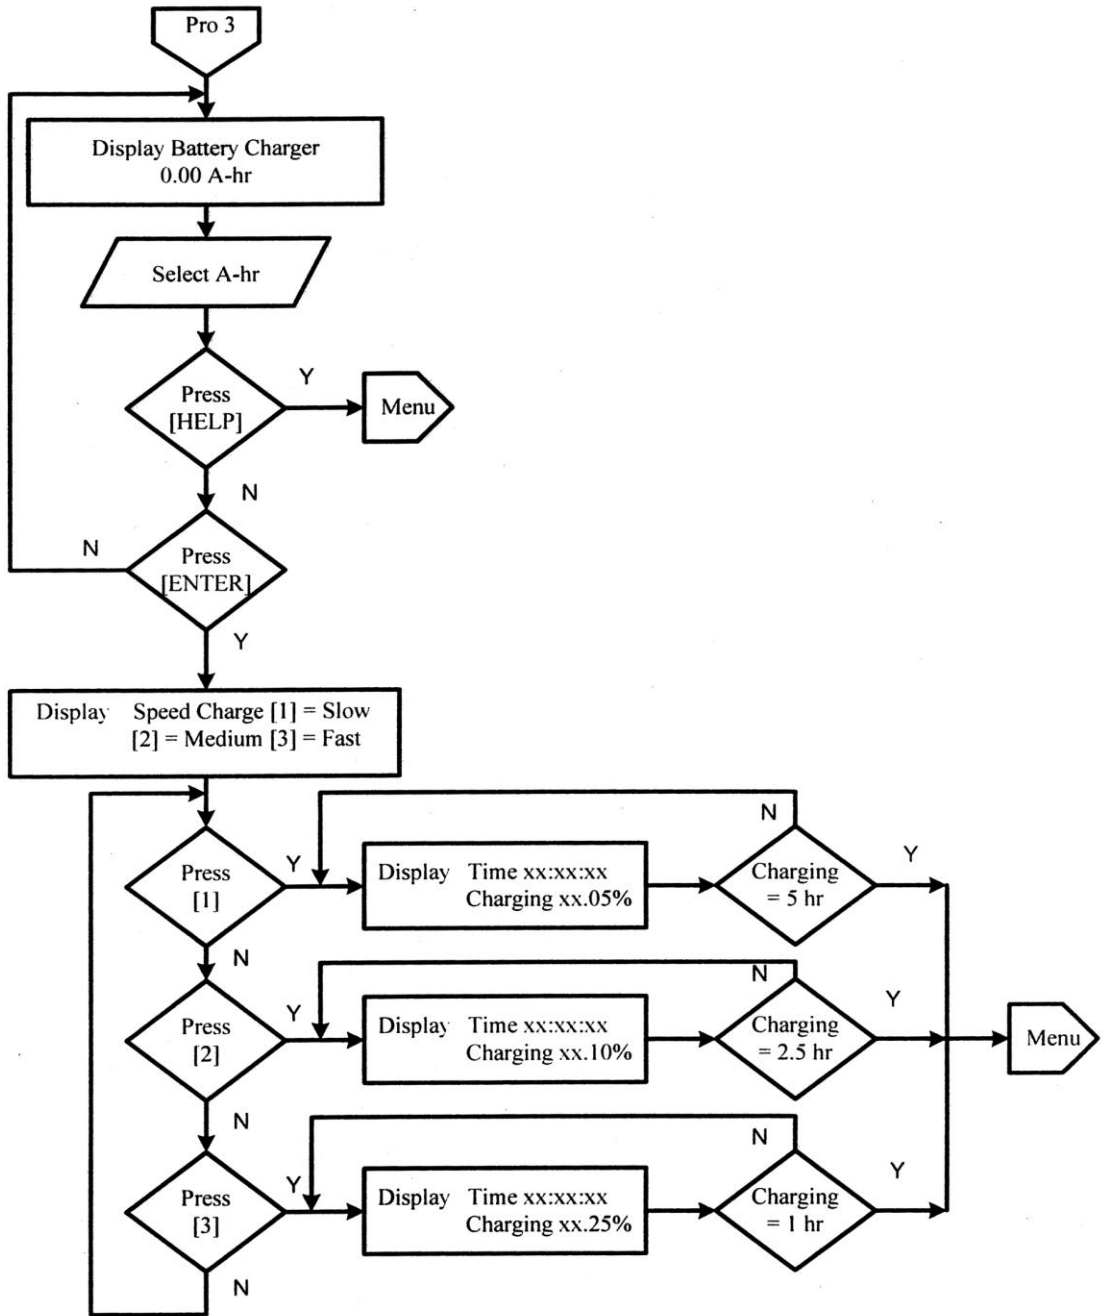 Pro 3
Display Battery Charger
0.00 A-hr
Select A-hr
Press
[HELP]
Y
Menu
N
Press
[ENTER]
N
Y
Display Speed Charge [1] = Slow
[2] = Medium [3] = Fast
Press
[1]
Y
Display Time xx:xx:xx
Charging xx.05%
N
Charging
= 5 hr
Y
N
Press
[2]
Y
Display Time xx:xx:xx
Charging xx.10%
N
Charging
= 2.5 hr
Y
Menu
N
Press
[3]
Y
Display Time xx:xx:xx
Charging xx.25%
N
Charging
= 1 hr
Y
N